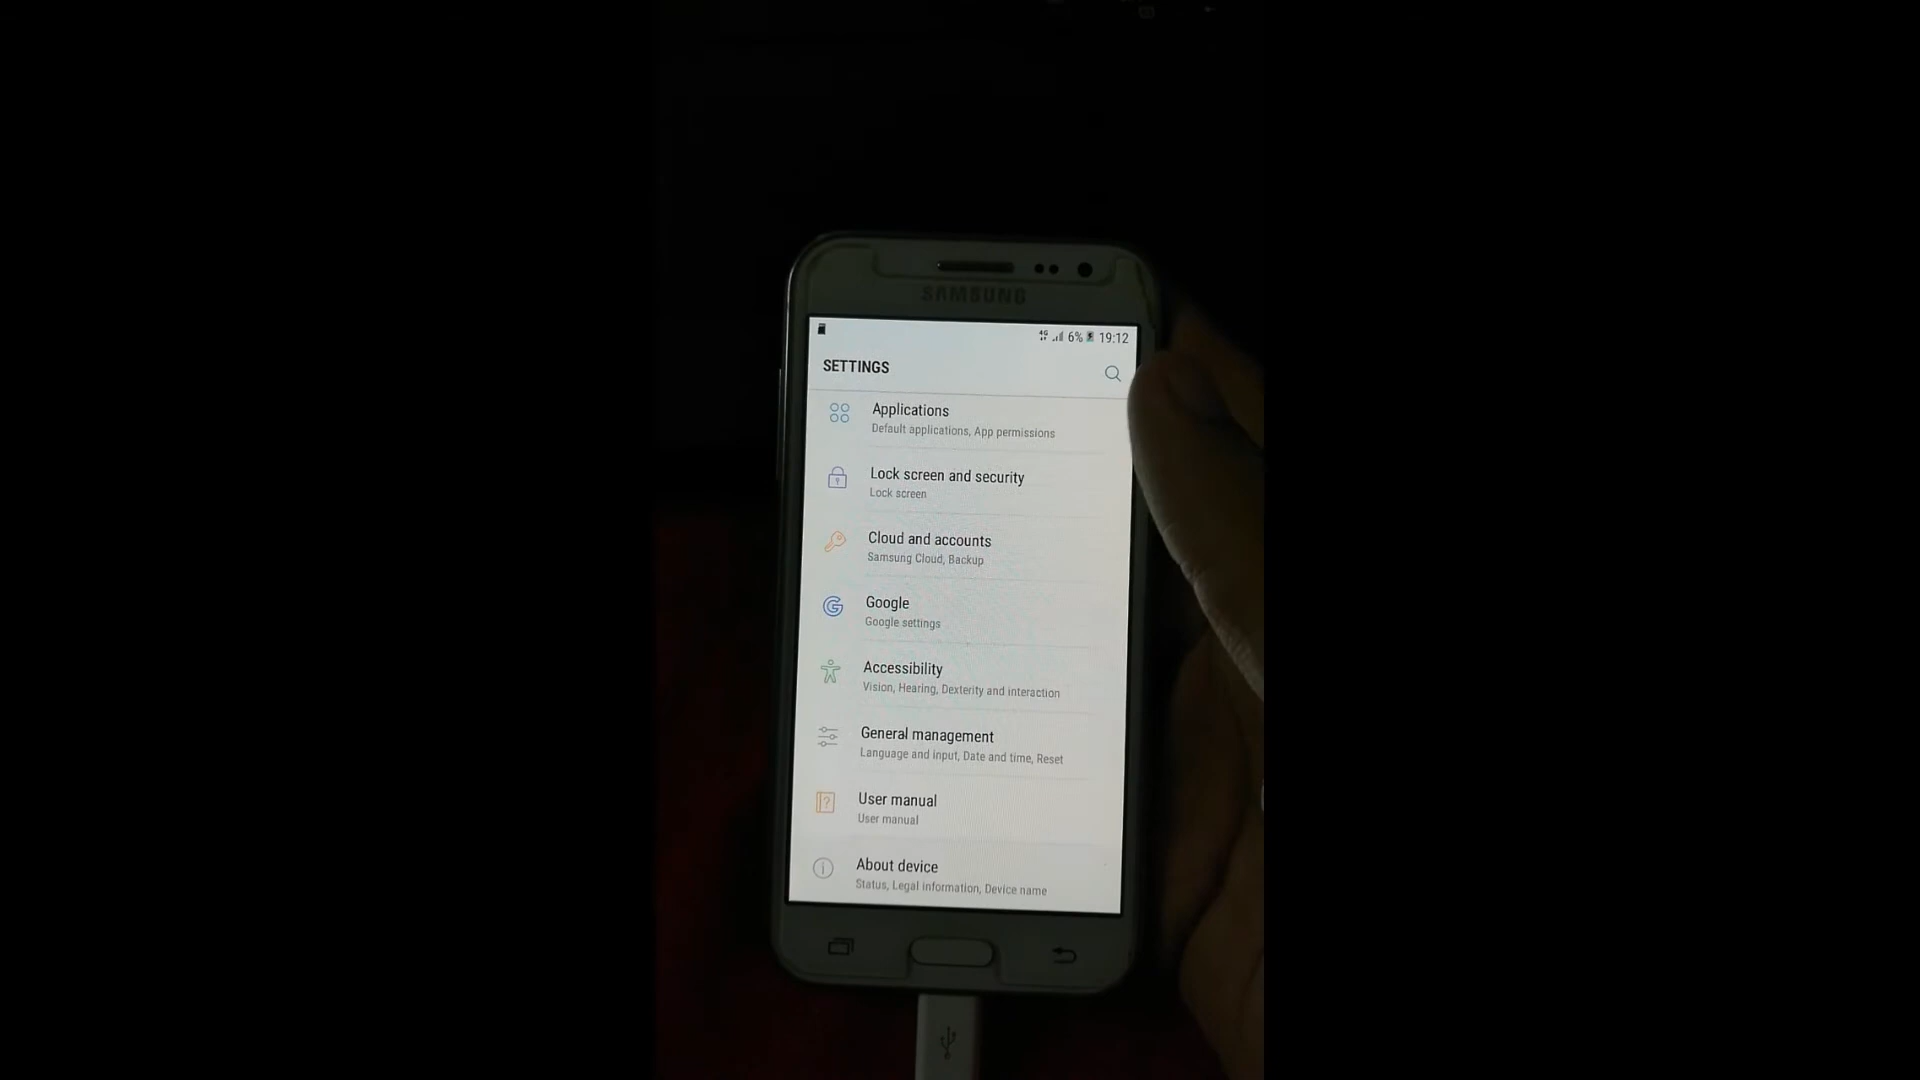 SAMSUNG
4G 6% 19:12
SETTINGS
Applications
Default applications, App permissions
Lock screen and security
Lock screen
Cloud and accounts
Samsung Cloud, Backup
Google
Google settings
Accessibility
Vision, Hearing, Dexterity and interaction
General management
Language and input, Date and time, Reset
User manual
User manual
About device
Status, Legal information, Device name